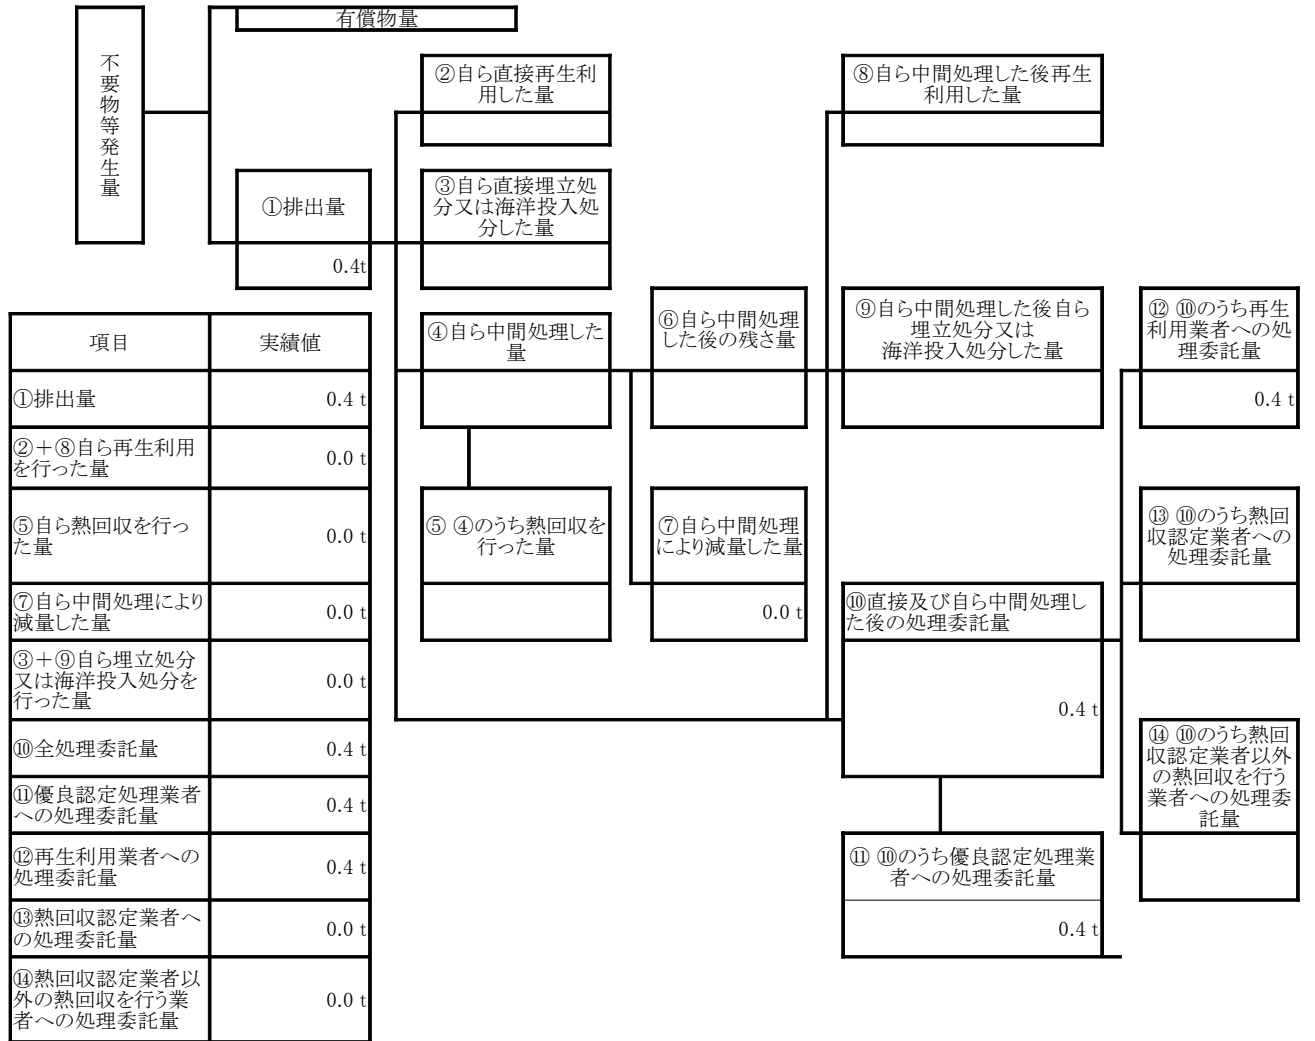 有償物量
不要物等発生量
②自ら直接再生利
用した量
⑧自ら中間処理した後再生
利用した量
①排出量
0.4t
③自ら直接埋立処
分又は海洋投入処
分した量
④自ら中間処理した
量
⑥自ら中間処理
した後の残さ量
⑨自ら中間処理した後自ら
埋立処分又は
海洋投入処分した量
⑫ ⑩のうち再生
利用業者への処
理委託量
0.4 t
⑤ ④のうち熱回収を
行った量
⑦自ら中間処理
により減量した量
0.0 t
⑩直接及び自ら中間処理し
た後の処理委託量
0.4 t
⑬ ⑩のうち熱回
収認定業者への
処理委託量
⑭ ⑩のうち熱回
収認定業者以外
の熱回収を行う
業者への処理委
託量
⑪ ⑩のうち優良認定処理業
者への処理委託量
0.4 t
項目 実績値
①排出量 0.4 t
②+⑧自ら再生利用
を行った量 0.0 t
⑤自ら熱回収を行っ
た量 0.0 t
⑦自ら中間処理により
減量した量 0.0 t
③+⑨自ら埋立処分
又は海洋投入処分を
行った量 0.0 t
⑩全処理委託量 0.4 t
⑪優良認定処理業者
への処理委託量 0.4 t
⑫再生利用業者への
処理委託量 0.4 t
⑬熱回収認定業者へ
の処理委託量 0.0 t
⑭熱回収認定業者以
外の熱回収を行う業
者への処理委託量 0.0 t